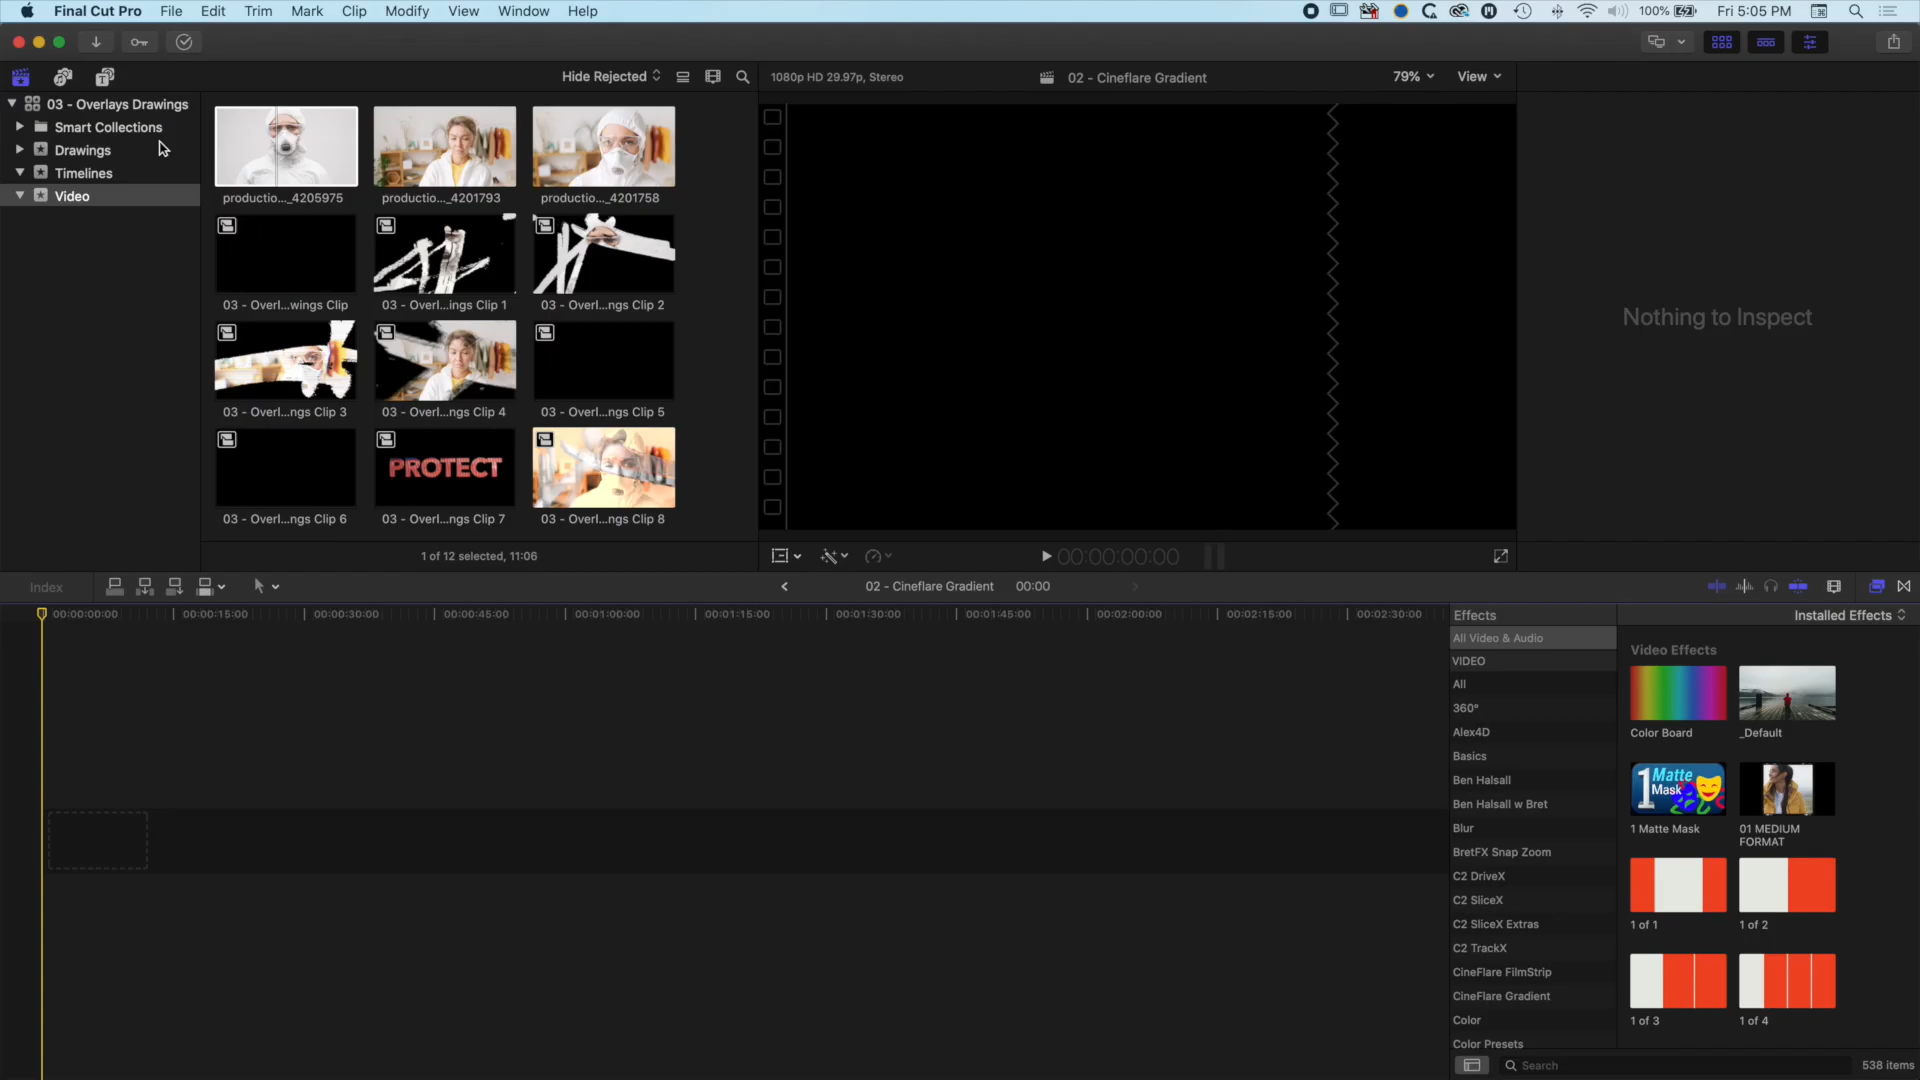 Final Cut Pro File Edit Trim Mark Clip Modify View Window Help
100% Fri 5:05 PM
Hide Rejected
1080p HD 29.97p, Stereo
02 - Cineflare Gradient
79% View
03 - Overlays Drawings
Smart Collections
Drawings
Timelines
Video
productio..._4205975 productio..._4201793 productio..._4201758
03 - Overl...wings Clip 03 - Overl...ings Clip 1 03 - Overl...ngs Clip 2
03 - Overl...ngs Clip 3 03 - Overl...ngs Clip 4 03 - Overl...ngs Clip 5
PROTECT
03 - Overl...ngs Clip 6 03 - Overl...ngs Clip 7 03 - Overl...ngs Clip 8
1 of 12 selected, 11:06
00:00:00:00
Nothing to Inspect
Index
02 - Cineflare Gradient 00:00
00:00:00:00 00:00:15:00 00:00:30:00 00:00:45:00 00:01:00:00 00:01:15:00 00:01:30:00 00:01:45:00 00:02:00:00 00:02:15:00 00:02:30:00
Effects
Installed Effects
All Video & Audio
VIDEO
All
360°
Alex4D
Basics
Ben Halsall
Ben Halsall w Bret
Blur
BretFX Snap Zoom
C2 DriveX
C2 SliceX
C2 SliceX Extras
C2 TrackX
CineFlare FilmStrip
CineFlare Gradient
Color
Color Presets
Video Effects
Color Board _Default
1 Matte
Mask
1 Matte Mask 01 MEDIUM
FORMAT
1 of 1 1 of 2
1 of 3 1 of 4
Search
538 items